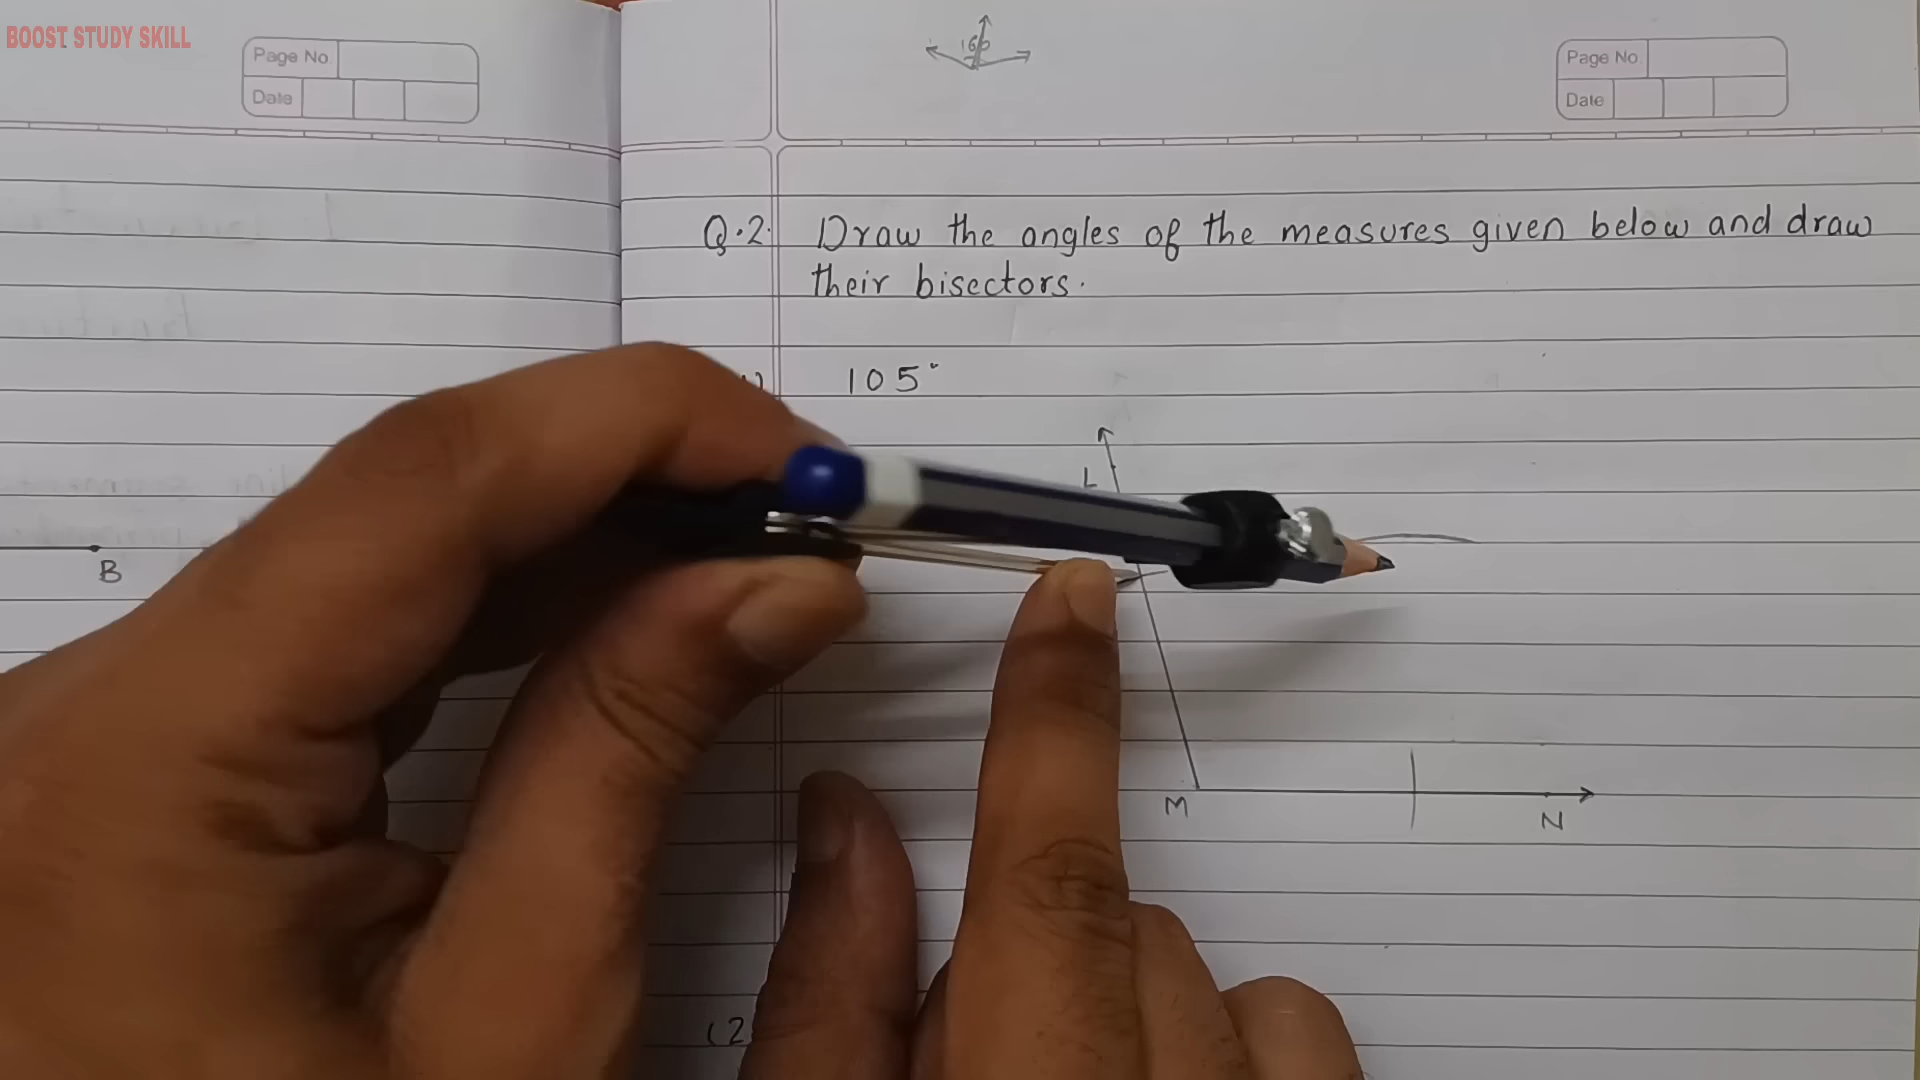 BOOST STUDY SKILL
Page No.
Date
Page No.
Date
Q.2. Draw the angles of the measures given below and draw
their bisectors.
105°
L
B
M
N
(2